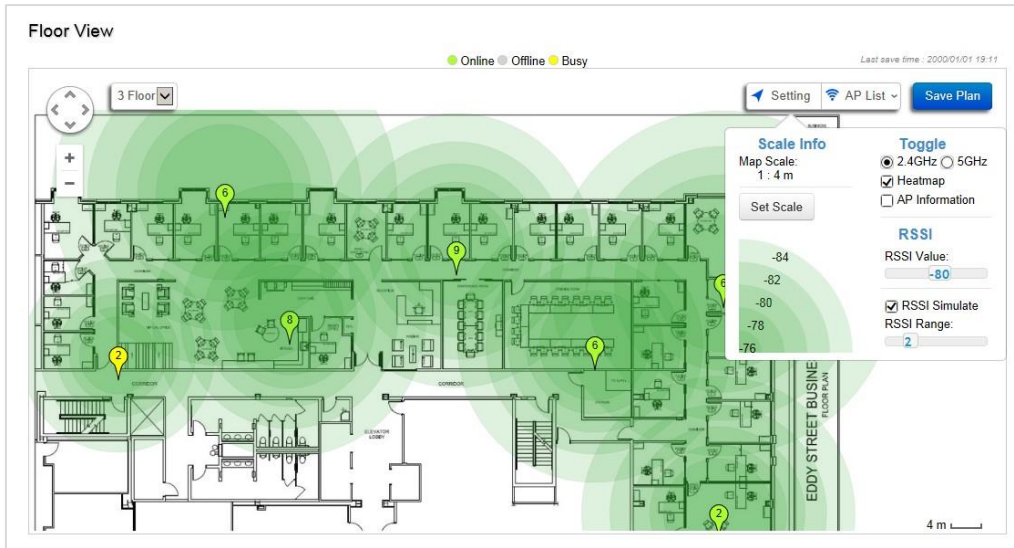 Floor View
Online Offline Busy
Last save time : 2000/01/01 19:11
3 Floor
Setting
AP List
Save Plan
+
−
Scale Info
Map Scale:
1 : 4 m
Set Scale
-84
-82
-80
-78
-76
Toggle
2.4GHz 5GHz
Heatmap
AP Information
RSSI
RSSI Value:
-80
RSSI Simulate
RSSI Range:
2
6
9
8
6
2
6
2
CORRIDOR
CORRIDOR
ELEVATOR
LOBBY
EDDY STREET BUSINE
FLOOR PLAN
4 m